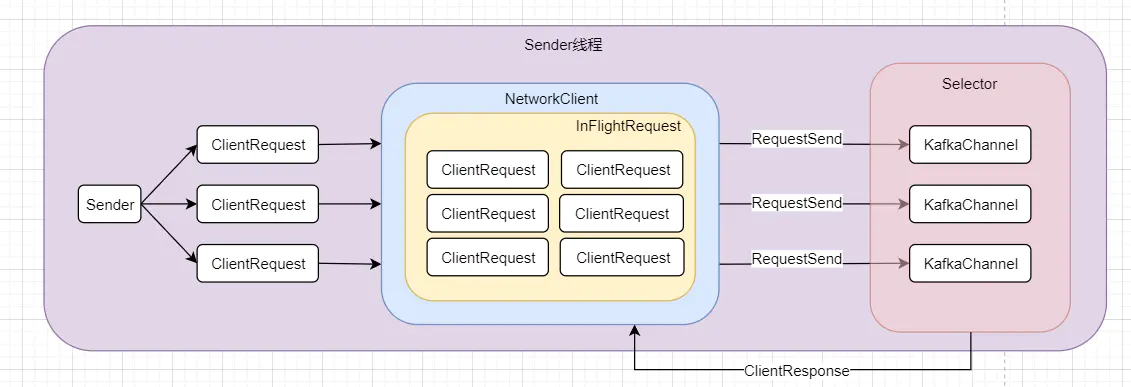 Sender线程
Selector
NetworkClient
InFlightRequest
Sender
ClientRequest
ClientRequest
ClientRequest
ClientRequest
ClientRequest
ClientRequest
ClientRequest
ClientRequest
ClientRequest
RequestSend
RequestSend
RequestSend
KafkaChannel
KafkaChannel
KafkaChannel
ClientResponse